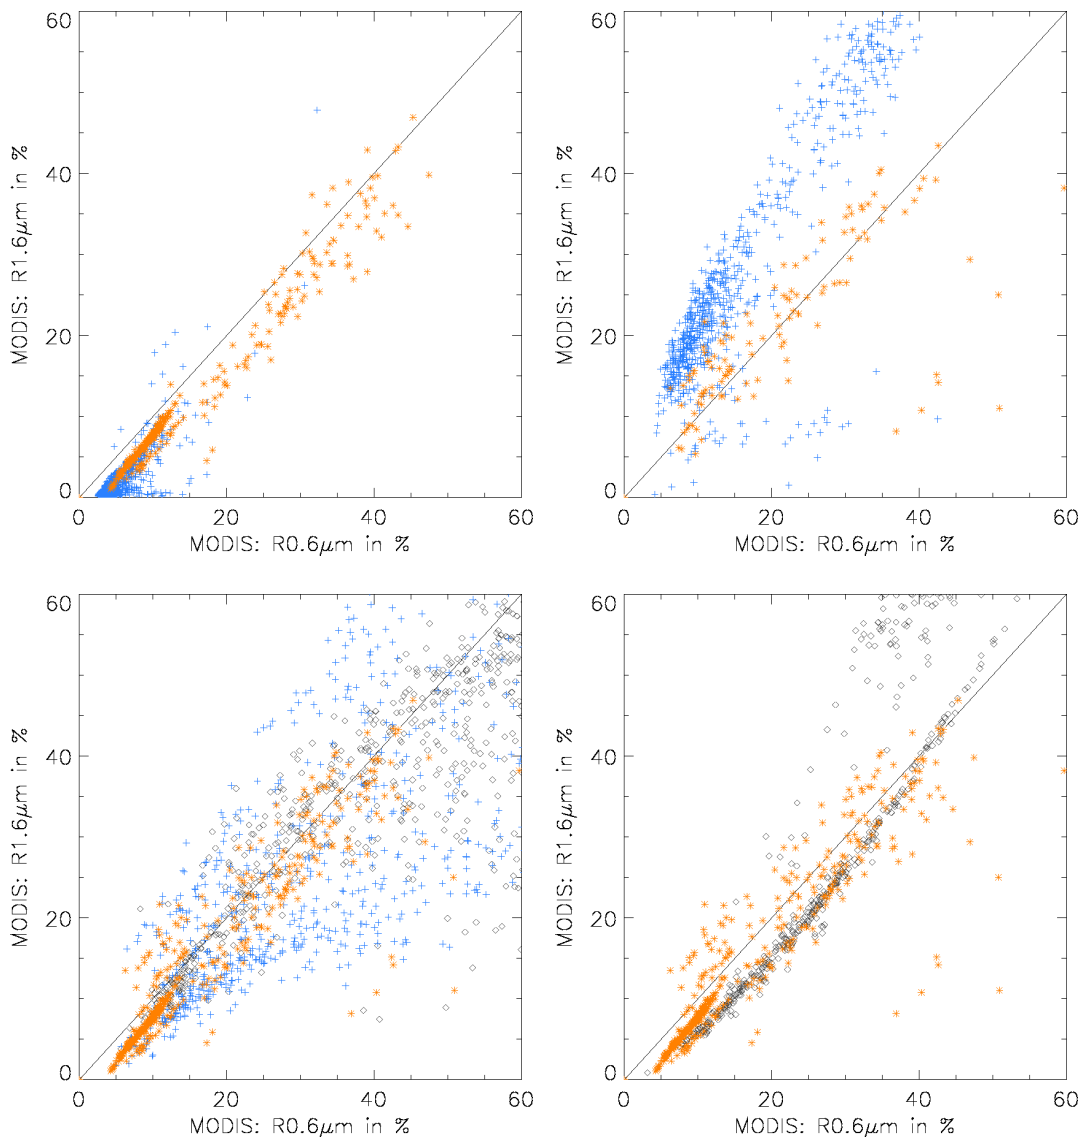 60 60
40 40
20 20
0 0
0 20 40 60 0 20 40 60
MODIS: R1.6μm in % MODIS: R1.6μm in %
MODIS: R0.6μm in % MODIS: R0.6μm in %
60 60
40 40
20 20
0 0
0 20 40 60 0 20 40 60
MODIS: R1.6μm in % MODIS: R1.6μm in %
MODIS: R0.6μm in % MODIS: R0.6μm in %